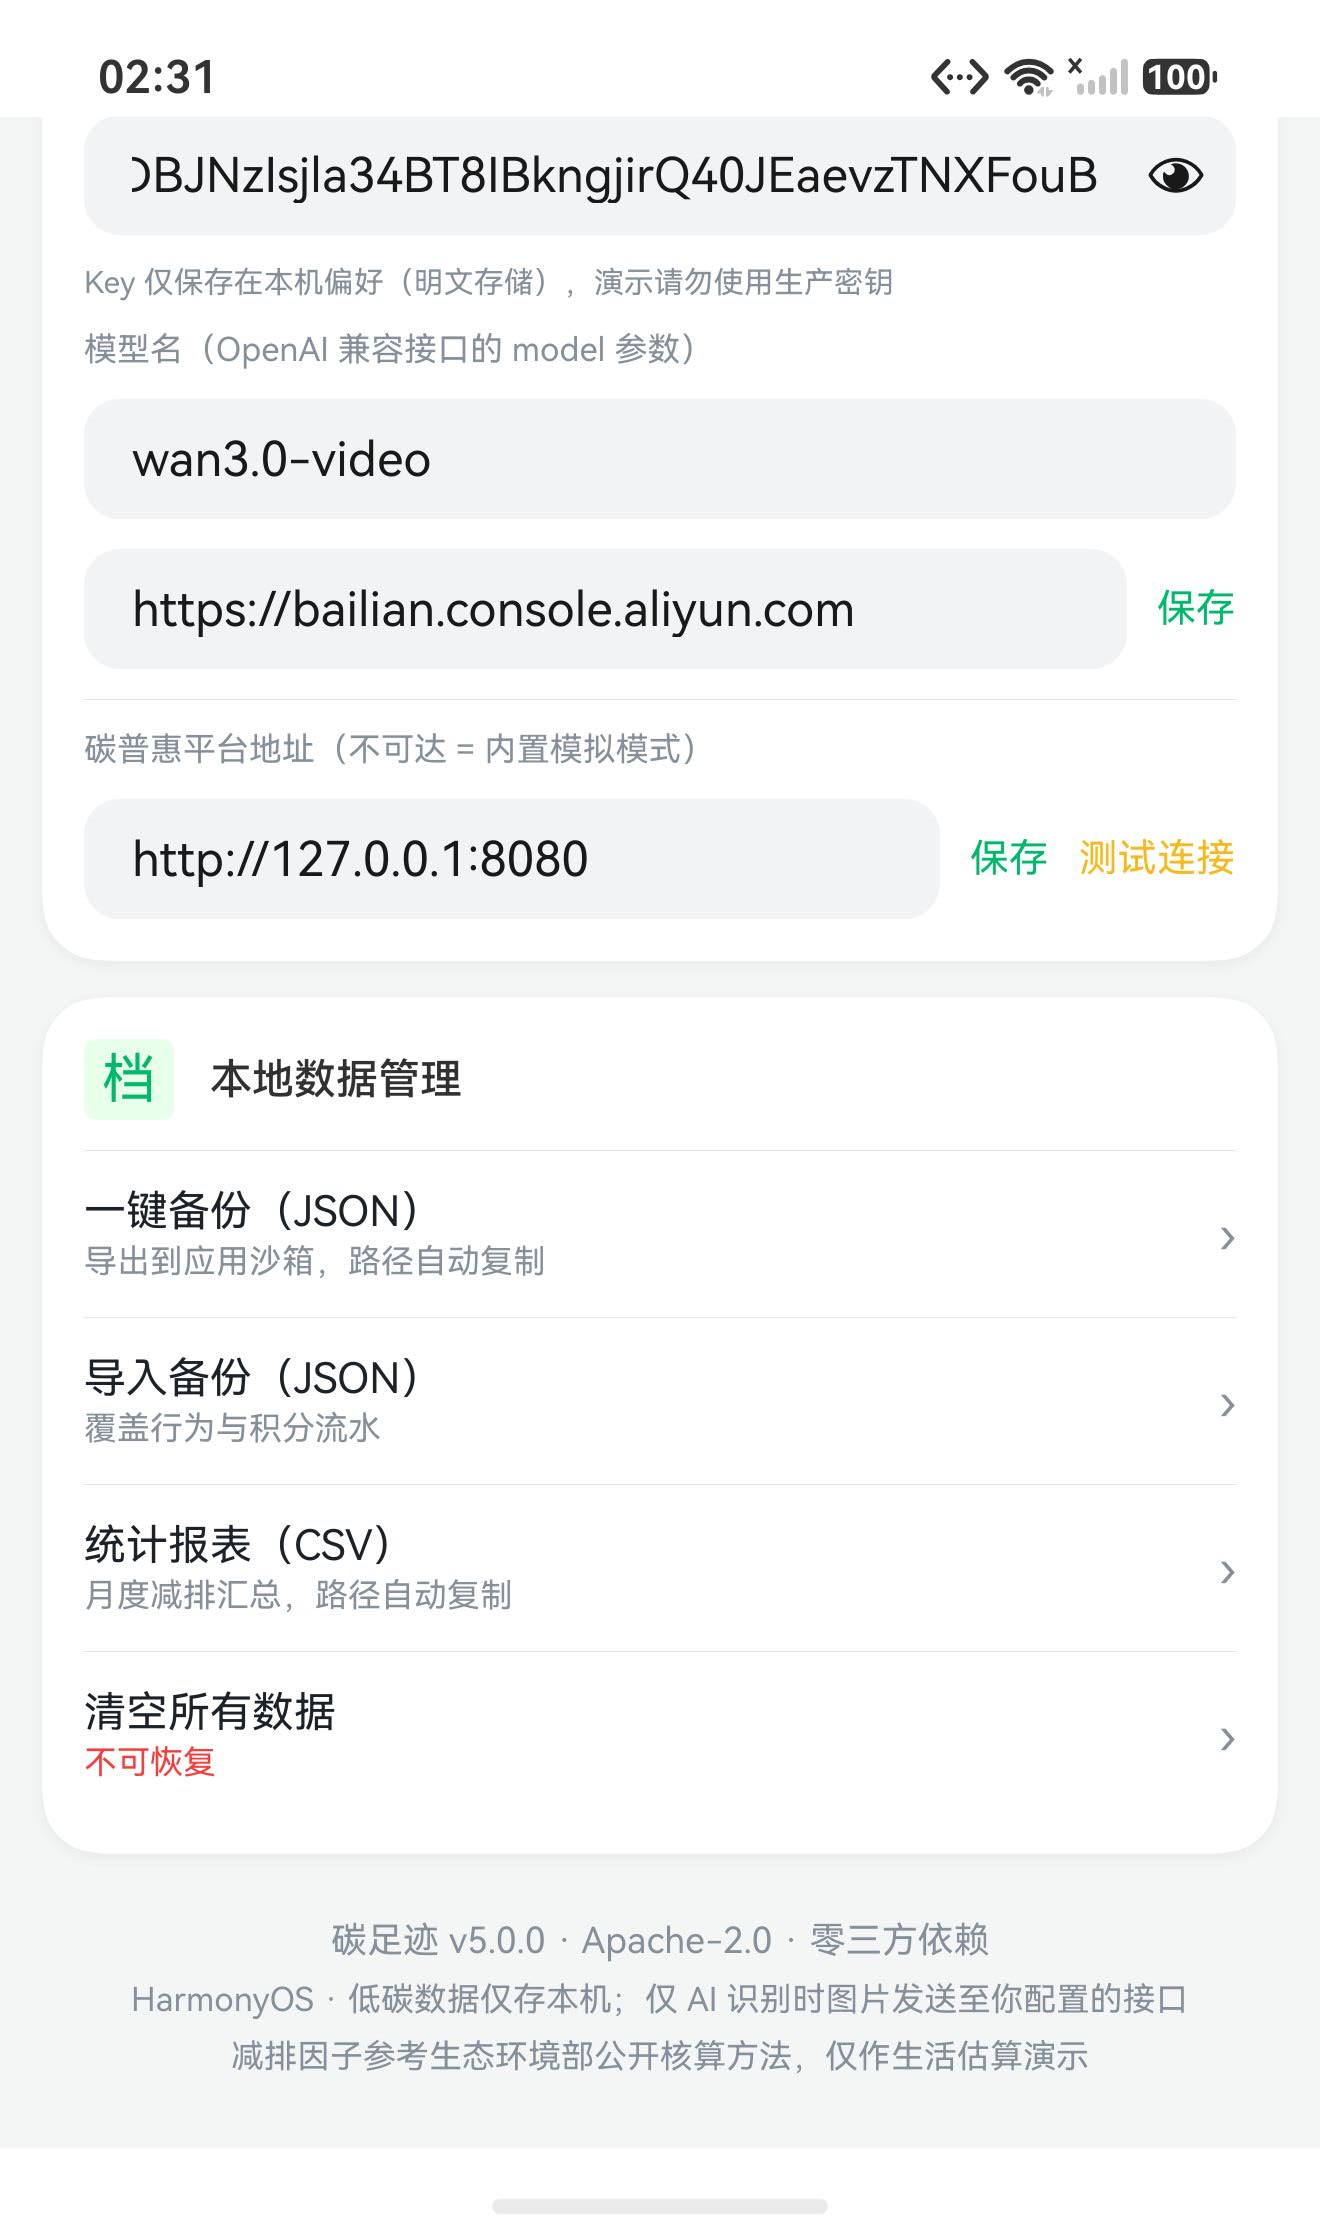 02:31
100
BJNzIsjla34BT8IBkngjirQ40JEaevzTNXFouB
Key 仅保存在本机偏好（明文存储），演示请勿使用生产密钥
模型名（OpenAI 兼容接口的 model 参数）
wan3.0-video
https://bailian.console.aliyun.com 保存
碳普惠平台地址（不可达 = 内置模拟模式）
http://127.0.0.1:8080 保存 测试连接
档 本地数据管理
一键备份（JSON）
导出到应用沙箱，路径自动复制
导入备份（JSON）
覆盖行为与积分流水
统计报表（CSV）
月度减排汇总，路径自动复制
清空所有数据
不可恢复
碳足迹 v5.0.0 · Apache-2.0 · 零三方依赖
HarmonyOS · 低碳数据仅存本机；仅 AI 识别时图片发送至你配置的接口
减排因子参考生态环境部公开核算方法，仅作生活估算演示